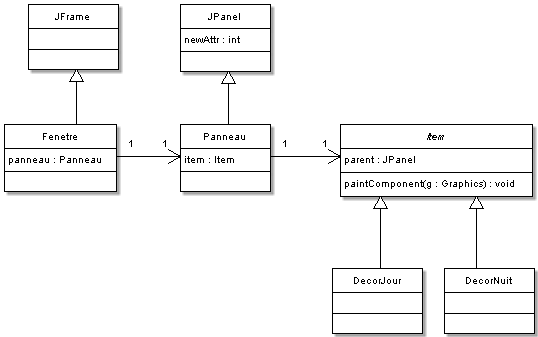 JFrame
JPanel
newAttr : int
Fenetre
panneau : Panneau
1
1
Panneau
item : Item
1
1
Item
parent : JPanel
paintComponent(g : Graphics) : void
DecorJour
DecorNuit